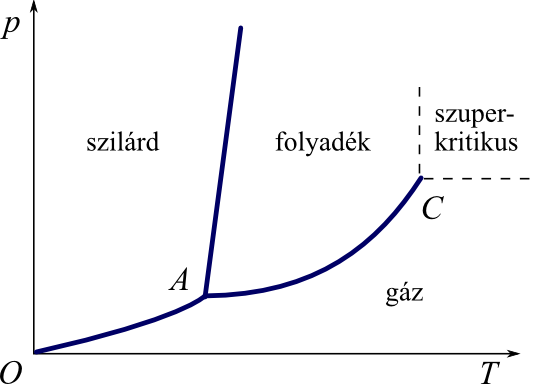 p
szuper-
szilárd folyadék kritikus
C
A
gáz
O T